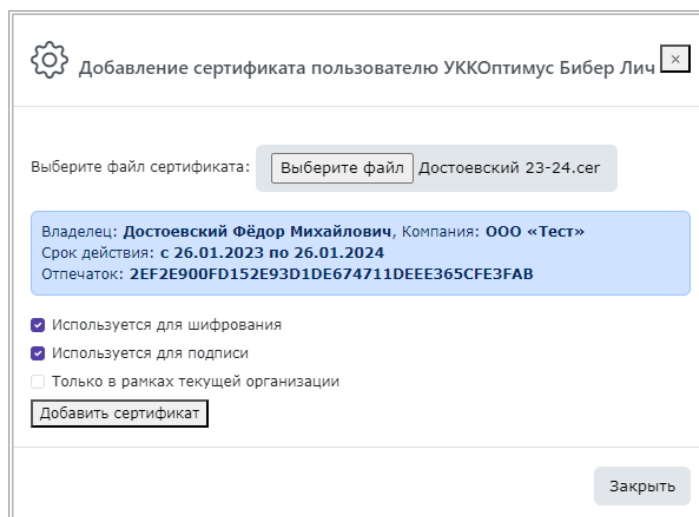 Добавление сертификата пользователю УККОптимус Бибер Лич ×
Выберите файл сертификата: Выберите файл Достоевский 23-24.cer
Владелец: Достоевский Фёдор Михайлович, Компания: ООО «Тест»
Срок действия: с 26.01.2023 по 26.01.2024
Отпечаток: 2EF2E900FD152E93D1DE674711DEEE365CFE3FAB
Используется для шифрования
Используется для подписи
Только в рамках текущей организации
Добавить сертификат
Закрыть